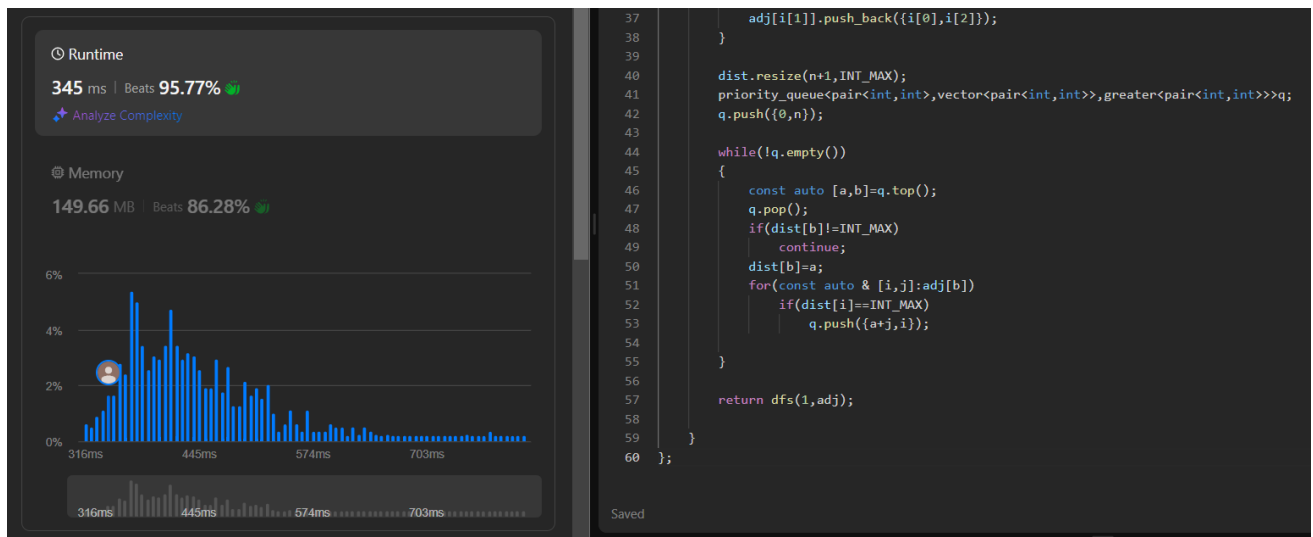 Runtime
345 ms | Beats 95.77%
Analyze Complexity
Memory
149.66 MB | Beats 86.28%
6%
4%
2%
0%
316ms 445ms 574ms 703ms
316ms 445ms 574ms 703ms
37 adj[i[1]].push_back({i[0],i[2]});
38 }
39
40 dist.resize(n+1,INT_MAX);
41 priority_queue<pair<int,int>,vector<pair<int,int>>,greater<pair<int,int>>>q;
42 q.push({0,n});
43
44 while(!q.empty())
45 {
46 const auto [a,b]=q.top();
47 q.pop();
48 if(dist[b]!=INT_MAX)
49 continue;
50 dist[b]=a;
51 for(const auto & [i,j]:adj[b])
52 if(dist[i]==INT_MAX)
53 q.push({a+j,i});
54
55 }
56
57 return dfs(1,adj);
58
59 }
60 };
Saved